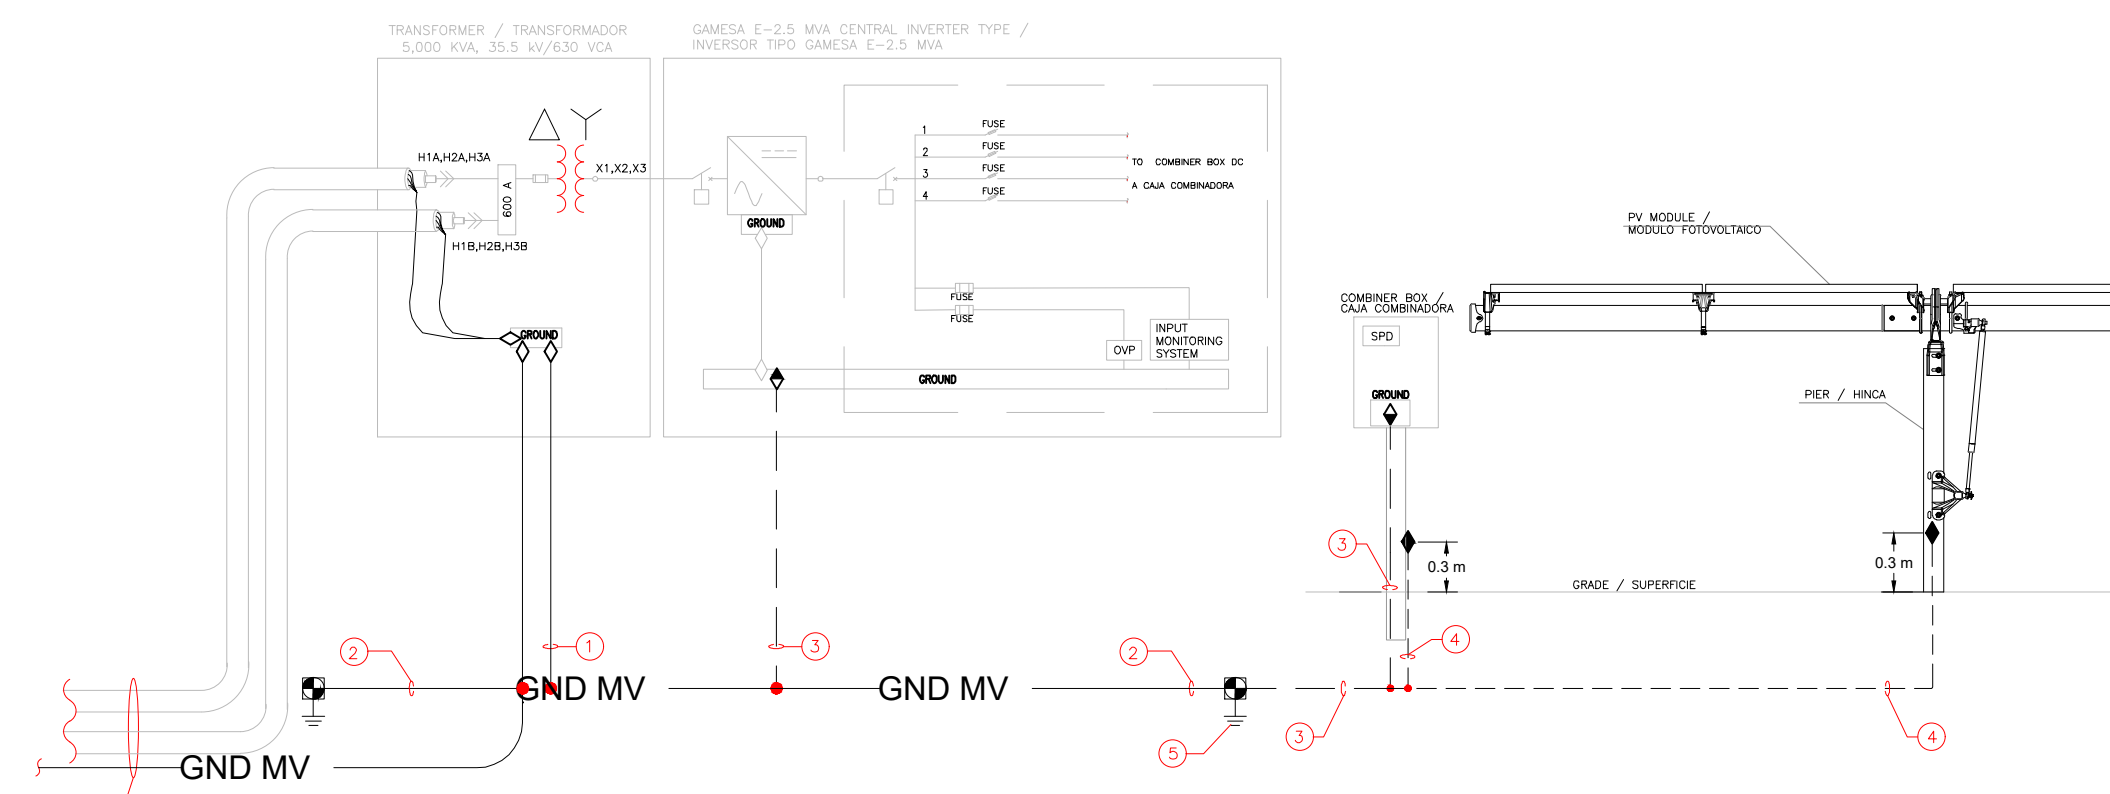 TRANSFORMER / TRANSFORMADOR
5,000 KVA, 35.5 kV/630 VCA
GAMESA E-2.5 MVA CENTRAL INVERTER TYPE /
INVERSOR TIPO GAMESA E-2.5 MVA
H1A,H2A,H3A
600 A
X1,X2,X3
H1B,H2B,H3B
GROUND
GROUND
1
FUSE
2
FUSE
3
FUSE
4
FUSE
TO COMBINER BOX DC
A CAJA COMBINADORA
FUSE
FUSE
OVP
INPUT
MONITORING
SYSTEM
GROUND
COMBINER BOX /
CAJA COMBINADORA
SPD
GROUND
PV MODULE /
MODULO FOTOVOLTAICO
PIER / HINCA
0.3 m
0.3 m
GRADE / SUPERFICIE
3
4
2
1
3
2
GND MV
GND MV
3
4
5
GND MV